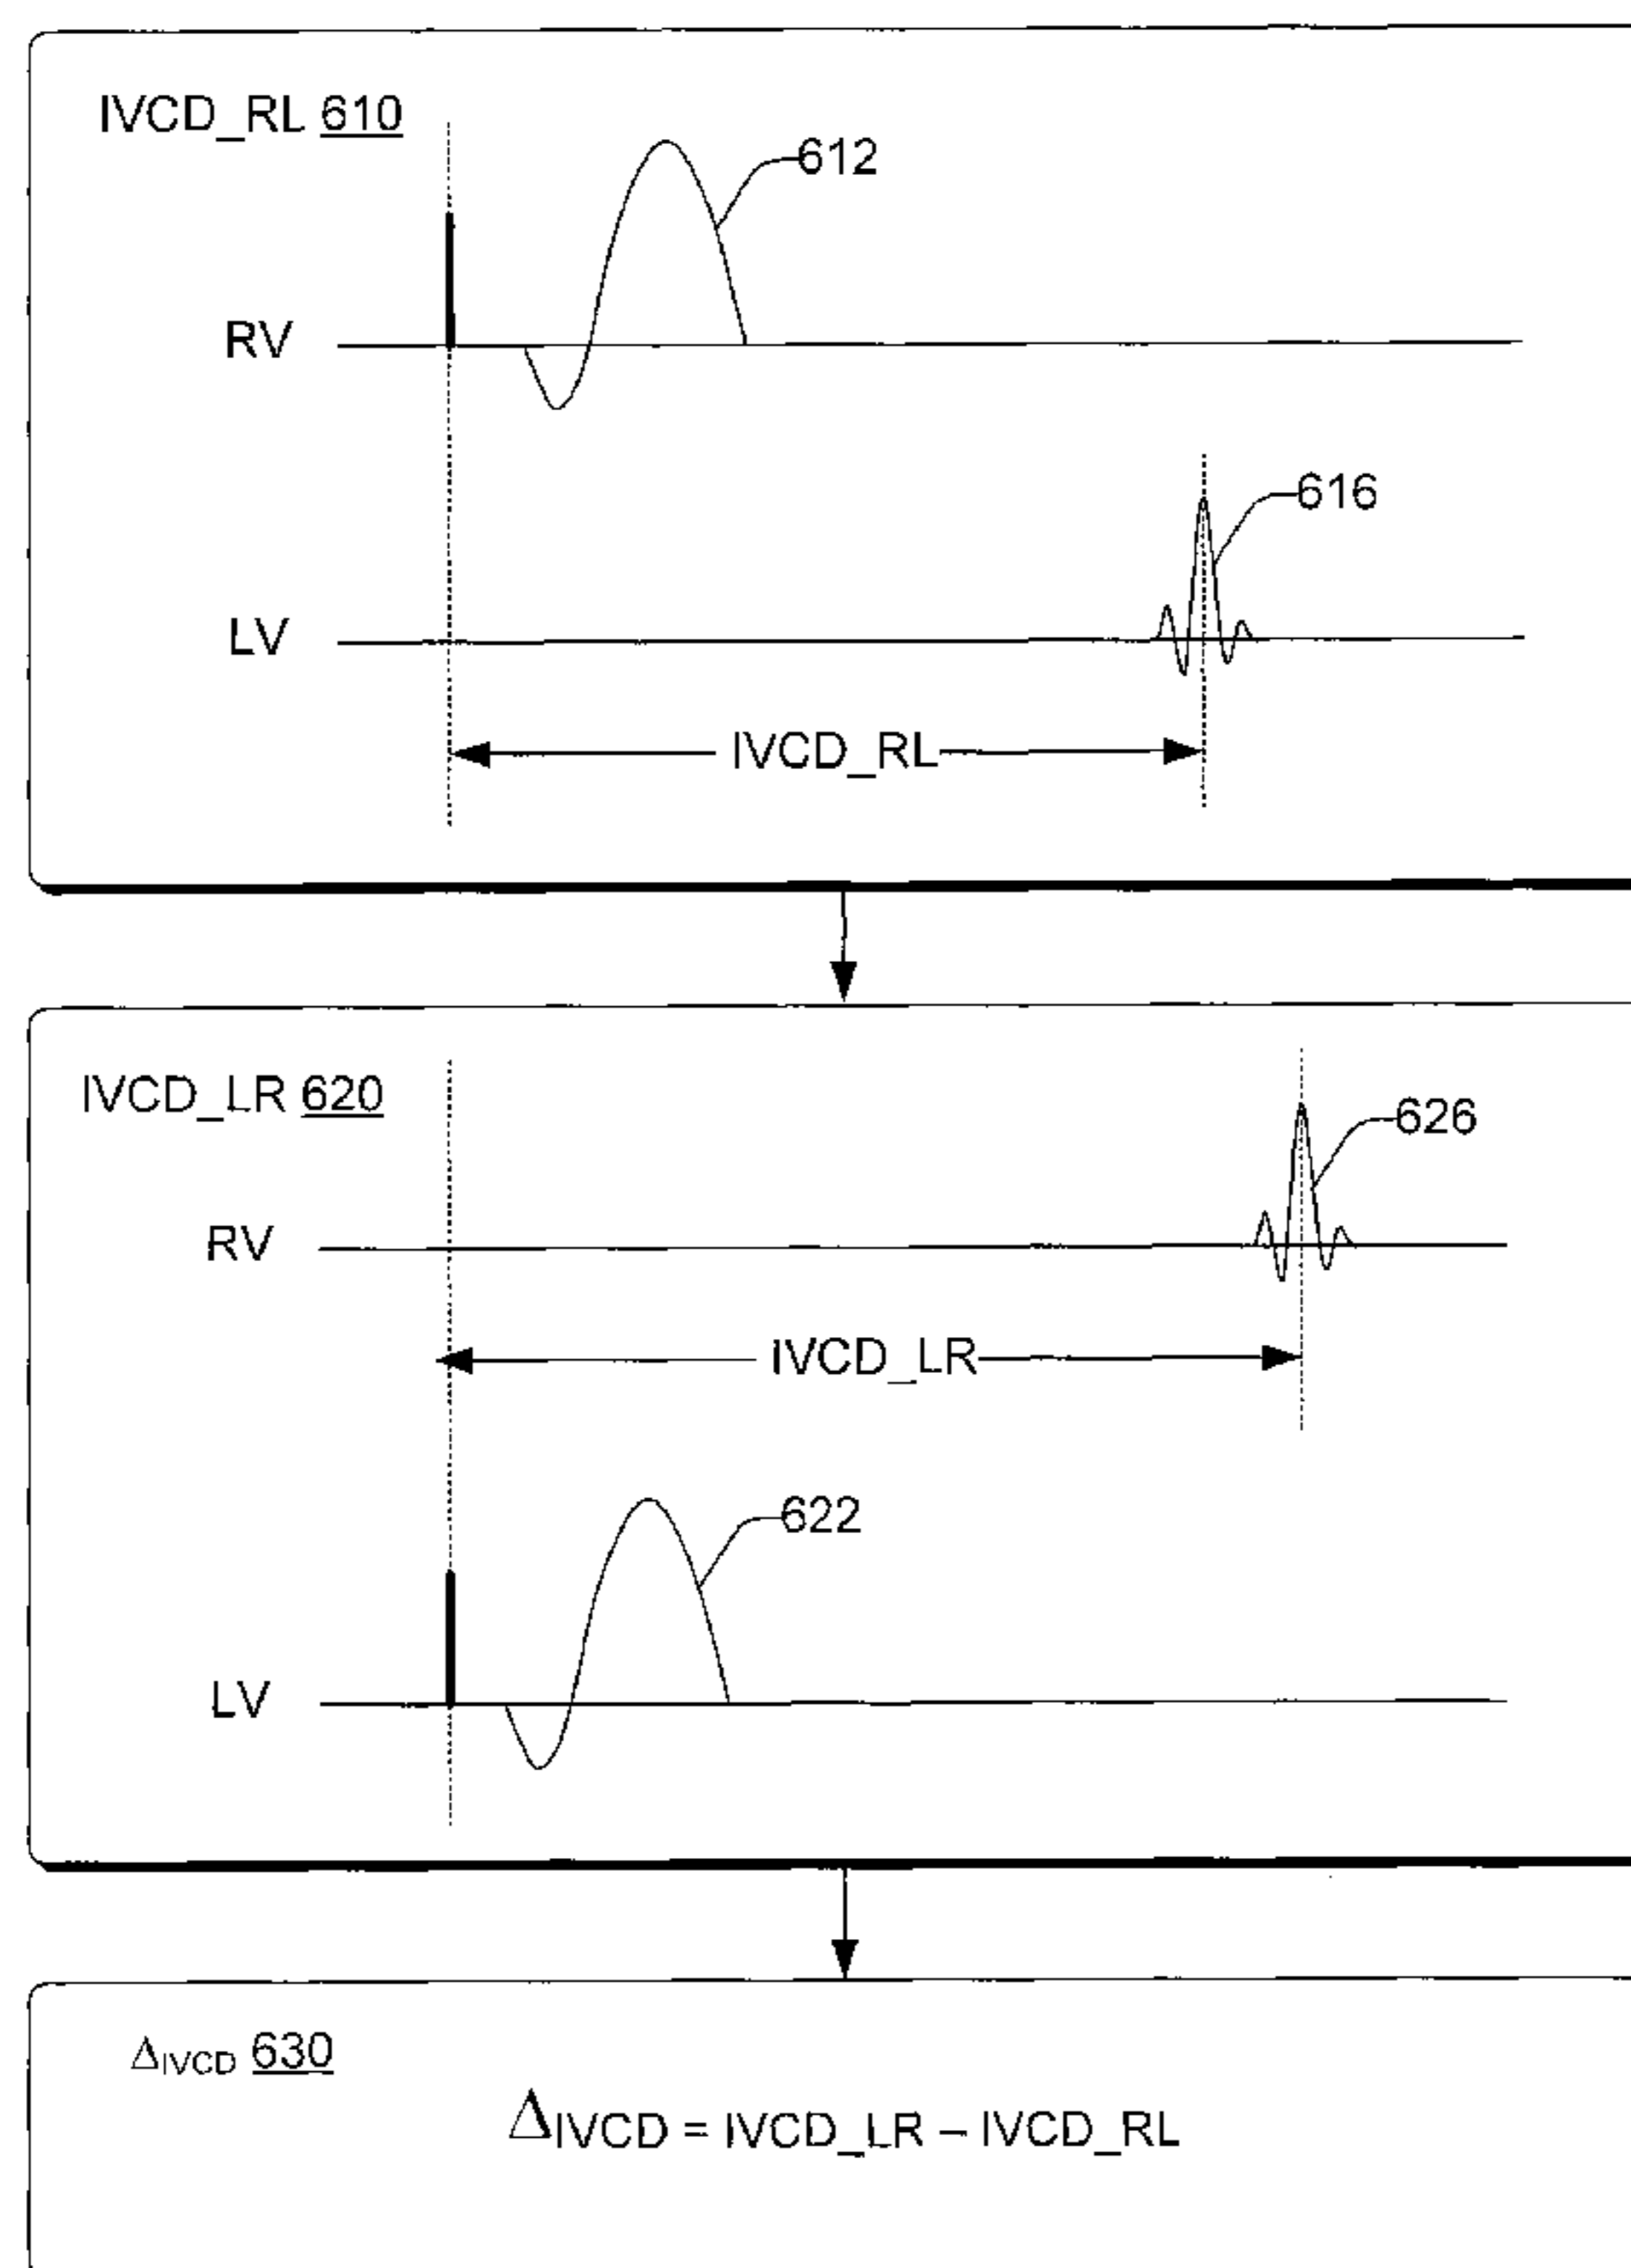 IVCD_RL 610
612
RV
616
LV
IVCD_RL
IVCD_LR 620
626
RV
IVCD_LR
622
LV
ΔIVCD 630
ΔIVCD = IVCD_LR – IVCD_RL